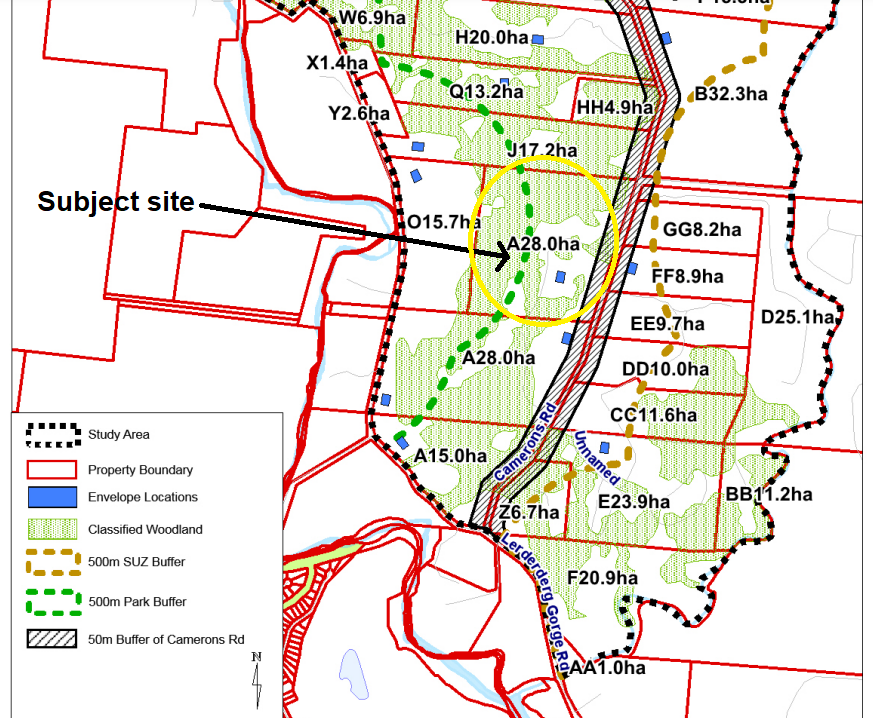 W6.9ha
H20.0ha
X1.4ha
Q13.2ha
B32.3ha
HH4.9ha
Y2.6ha
J17.2ha
Subject site
O15.7ha
GG8.2ha
A28.0ha
FF8.9ha
D25.1ha
EE9.7ha
A28.0ha
DD10.0ha
CC11.6ha
Camerons Rd
Unnamed
A15.0ha
BB11.2ha
E23.9ha
Z6.7ha
Lerderderg Gorge Rd
F20.9ha
AA1.0ha
Study Area
Property Boundary
Envelope Locations
Classified Woodland
500m SUZ Buffer
500m Park Buffer
50m Buffer of Camerons Rd
N